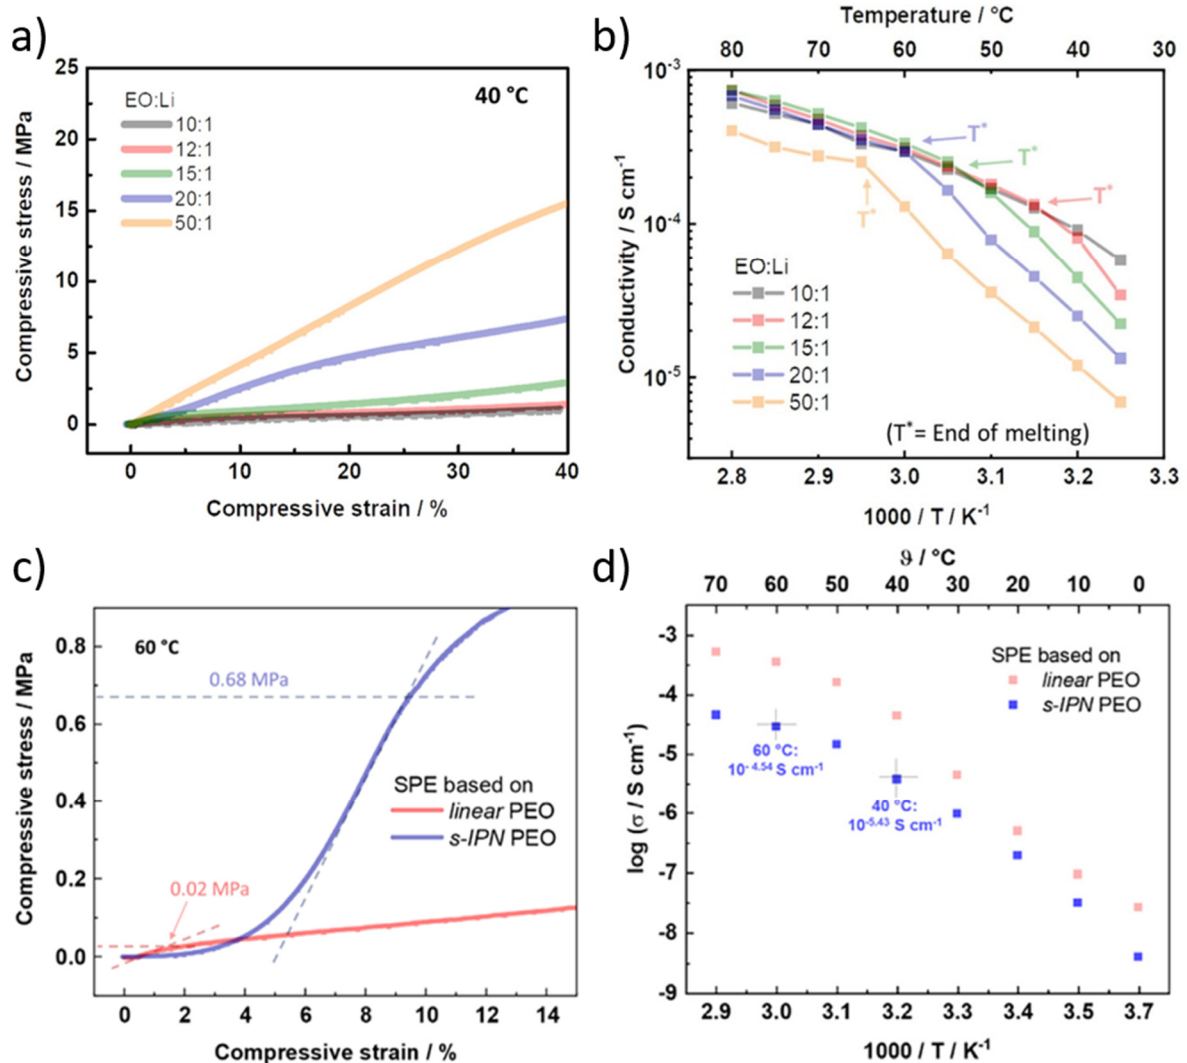 a)
Compressive stress / MPa
25
20
15
10
5
0
40 °C
EO:Li
10:1
12:1
15:1
20:1
50:1
0 10 20 30 40
Compressive strain / %
b)
Temperature / °C
80 70 60 50 40 30
Conductivity / S cm⁻¹
10⁻³
10⁻⁴
10⁻⁵
T*
T*
T*
T*
EO:Li
10:1
12:1
15:1
20:1
50:1
(T*= End of melting)
2.8 2.9 3.0 3.1 3.2 3.3
1000 / T / K⁻¹
c)
Compressive stress / MPa
0.8
0.6
0.4
0.2
0.0
60 °C
0.68 MPa
SPE based on
linear PEO
s-IPN PEO
0.02 MPa
0 2 4 6 8 10 12 14
Compressive strain / %
d)
ϑ / °C
70 60 50 40 30 20 10 0
log (σ / S cm⁻¹)
-3
-4
-5
-6
-7
-8
-9
SPE based on
linear PEO
s-IPN PEO
60 °C:
10⁻⁴·⁵⁴ S cm⁻¹
40 °C:
10⁻⁵·⁴³ S cm⁻¹
2.9 3.0 3.1 3.2 3.3 3.4 3.5 3.7
1000 / T / K⁻¹